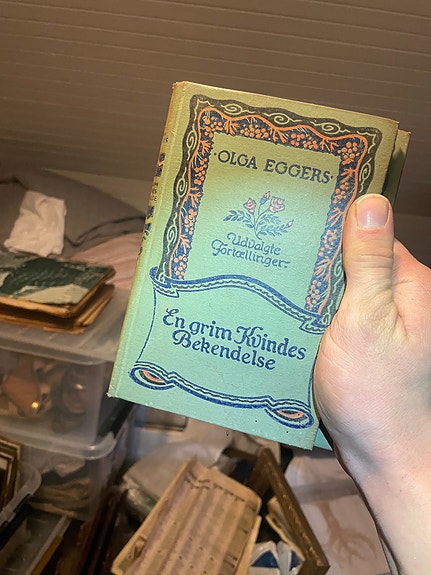 ·OLGA EGGERS·
Udvalgte
Fortællinger.
En grim Kvindes
Bekendelse